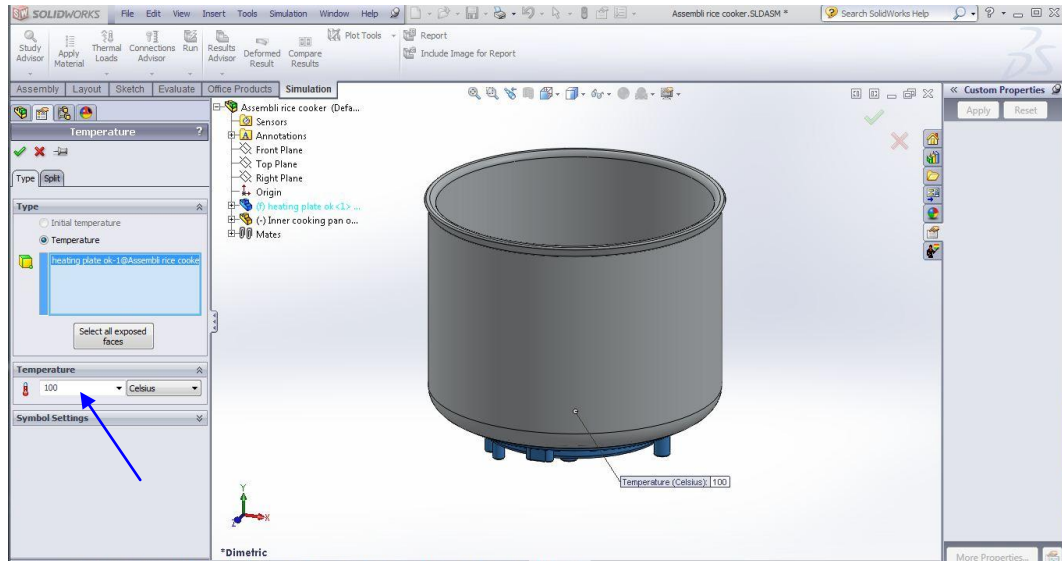 SOLIDWORKS File Edit View Insert Tools Simulation Window Help Assembli rice cooker.SLDASM * Search SolidWorks Help
Study Advisor Apply Material Thermal Loads Connections Advisor Run Results Advisor Deformed Result Compare Results Plot Tools Report
Include Image for Report
Assembly Layout Sketch Evaluate Office Products Simulation
Custom Properties
Apply Reset
Temperature ?
Type Split
Type
Initial temperature
Temperature
heating plate ok-1@Assembli rice cooke
Select all exposed
faces
Temperature
100 Celsius
Symbol Settings
Assembli rice cooker (Defa...
Sensors
Annotations
Front Plane
Top Plane
Right Plane
Origin
(f) heating plate ok <1> ...
(-) Inner cooking pan o...
Mates
Temperature (Celsius): 100
Y
X
Z
*Dimetric
More Properties...